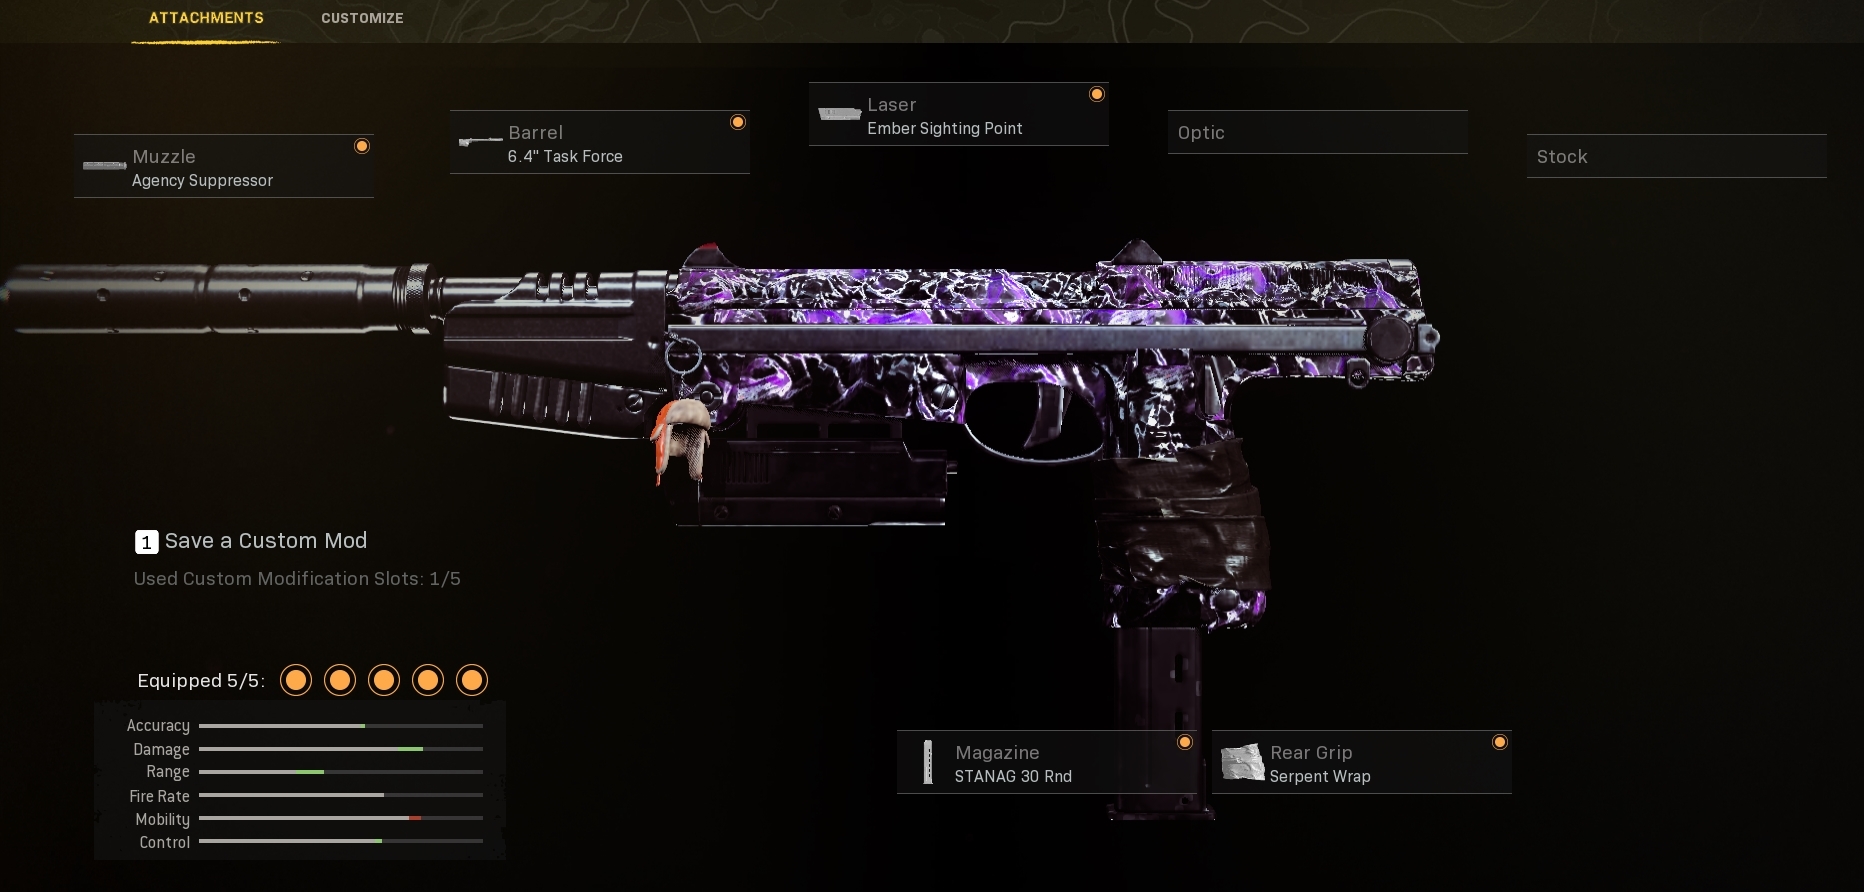 ATTACHMENTS
CUSTOMIZE
Muzzle
Agency Suppressor
Barrel
6.4" Task Force
Laser
Ember Sighting Point
Optic
Stock
1 Save a Custom Mod
Used Custom Modification Slots: 1/5
Equipped 5/5:
Accuracy
Damage
Range
Fire Rate
Mobility
Control
Magazine
STANAG 30 Rnd
Rear Grip
Serpent Wrap